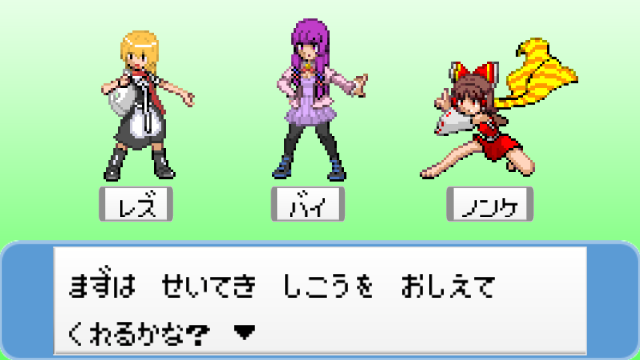 レズ
バイ
ノンケ
まずは せいてき しこうを おしえて
くれるかな？ ▼